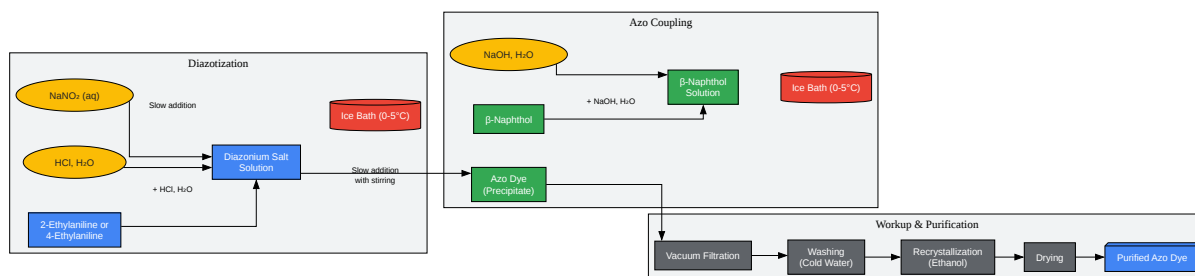 Diazotization
NaNO₂ (aq)
Slow addition
Ice Bath (0-5°C)
HCl, H₂O
Diazonium Salt
Solution
+ HCl, H₂O
2-Ethylaniline or
4-Ethylaniline
Slow addition
with stirring
Azo Coupling
NaOH, H₂O
β-Naphthol
Solution
Ice Bath (0-5°C)
+ NaOH, H₂O
β-Naphthol
Azo Dye
(Precipitate)
Workup & Purification
Vacuum Filtration
Washing
(Cold Water)
Recrystallization
(Ethanol)
Drying
Purified Azo Dye